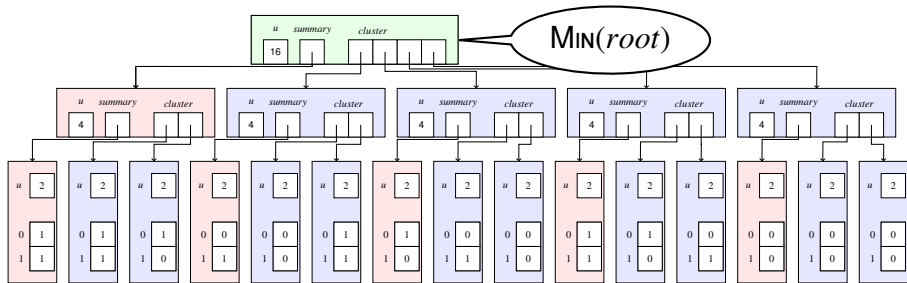 u summary cluster
16
MIN(root)
u summary cluster u summary cluster u summary cluster u summary cluster u summary cluster
4 4 4 4 4
u 2 u 2 u 2 u 2 u 2 u 2 u 2 u 2 u 2 u 2 u 2 u 2 u 2 u 2 u 2
0 1 0 1 0 1 0 0 0 0 0 1 0 1 0 0 0 0 0 1 0 1 0 0 0 0 0 0 0 0
1 1 1 1 1 0 1 0 1 1 1 1 1 0 1 1 1 0 1 1 1 0 1 1 1 0 1 0 1 0